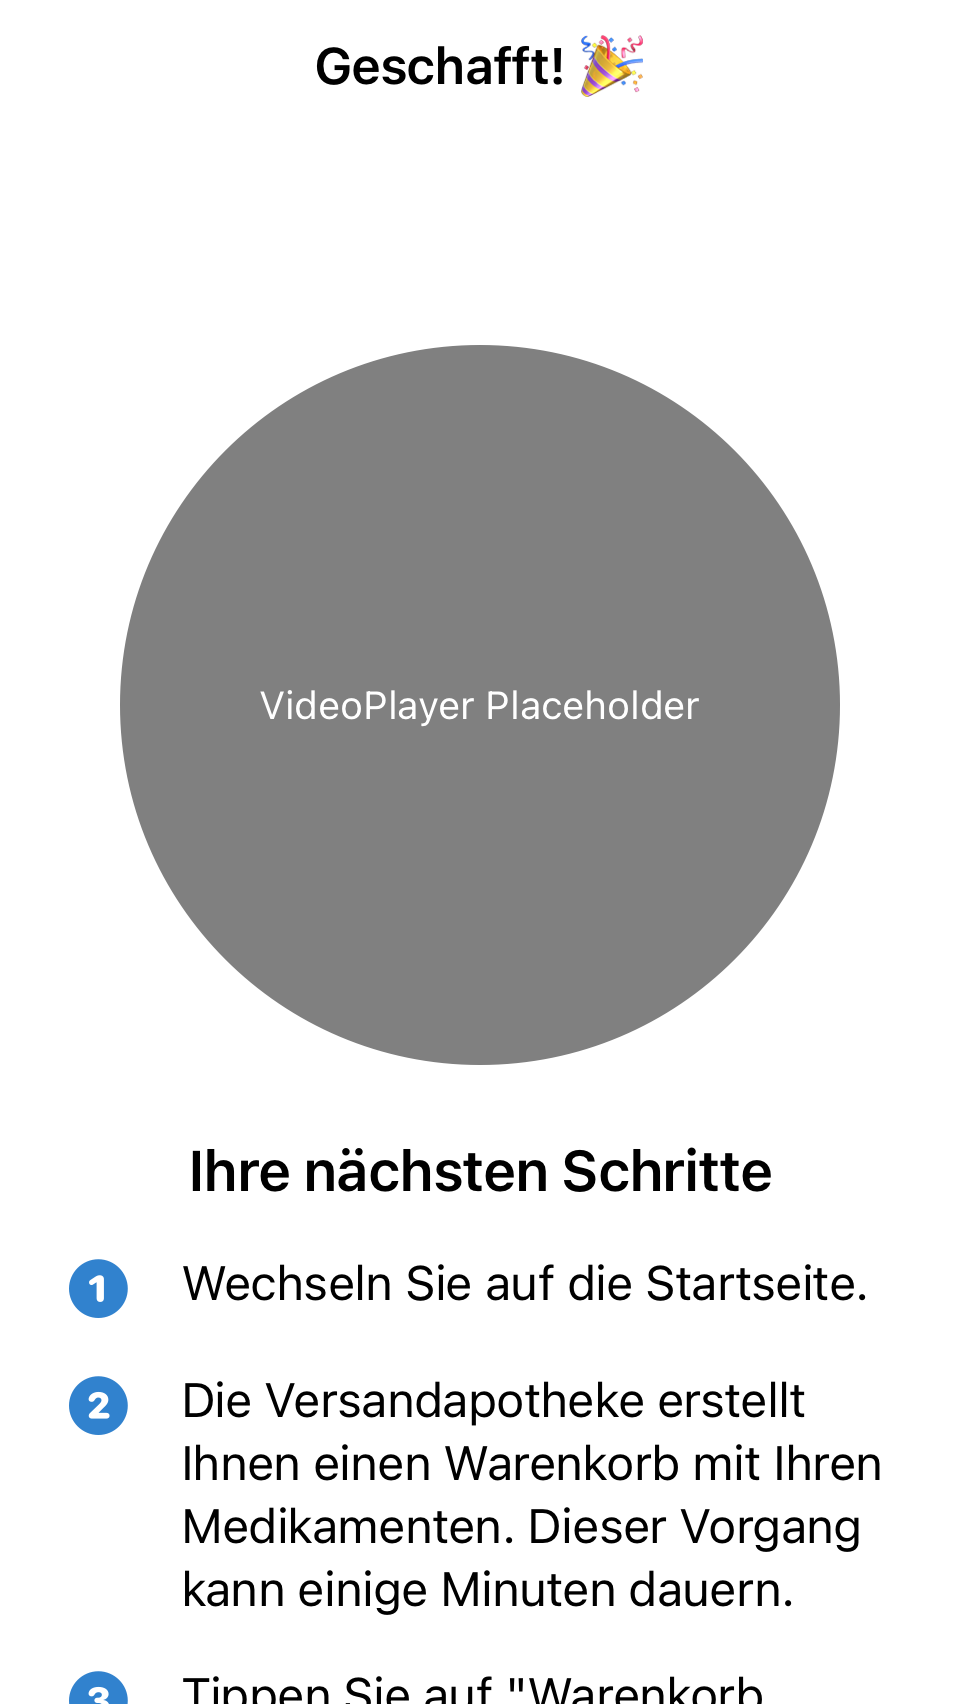 Geschafft! 🎉
VideoPlayer Placeholder
Ihre nächsten Schritte
1 Wechseln Sie auf die Startseite.
2 Die Versandapotheke erstellt
Ihnen einen Warenkorb mit Ihren
Medikamenten. Dieser Vorgang
kann einige Minuten dauern.
3 Tippen Sie auf "Warenkorb